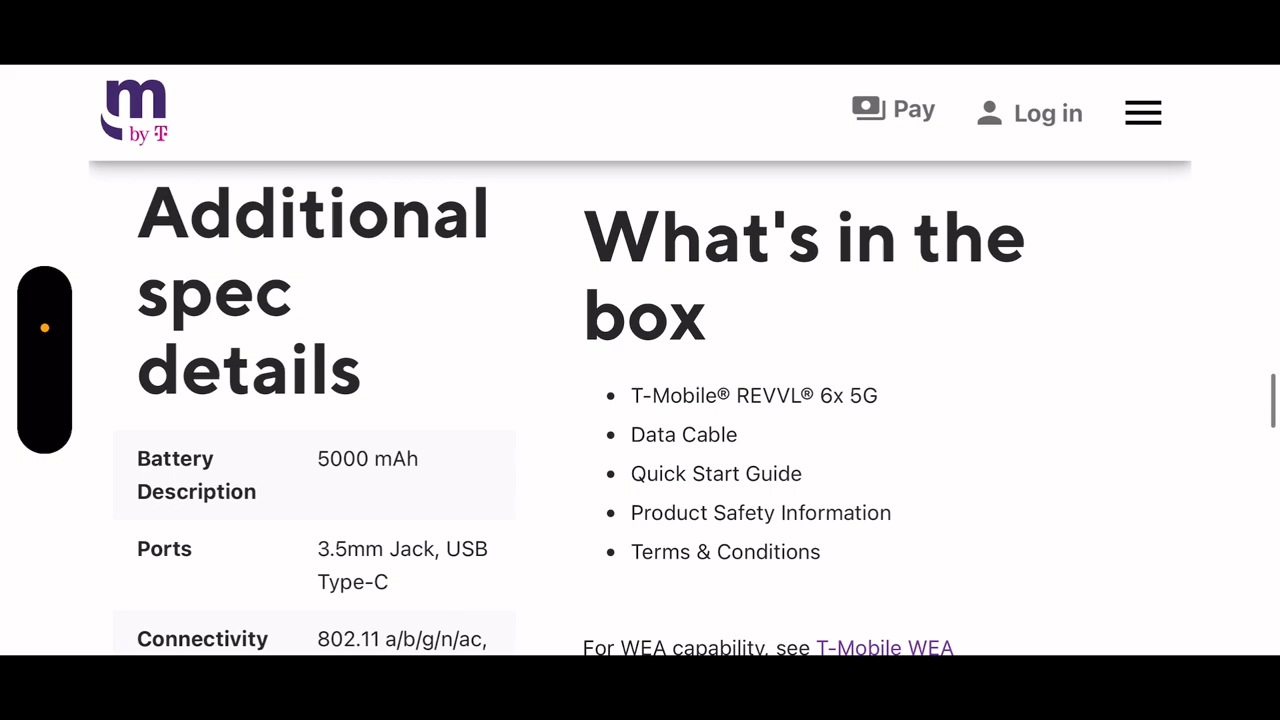 m
by T
Pay
Log in
Additional
spec
details
Battery
Description
5000 mAh
Ports
3.5mm Jack, USB
Type-C
Connectivity
802.11 a/b/g/n/ac,
What's in the
box
• T-Mobile® REVVL® 6x 5G
• Data Cable
• Quick Start Guide
• Product Safety Information
• Terms & Conditions
For WEA capability, see T-Mobile WEA